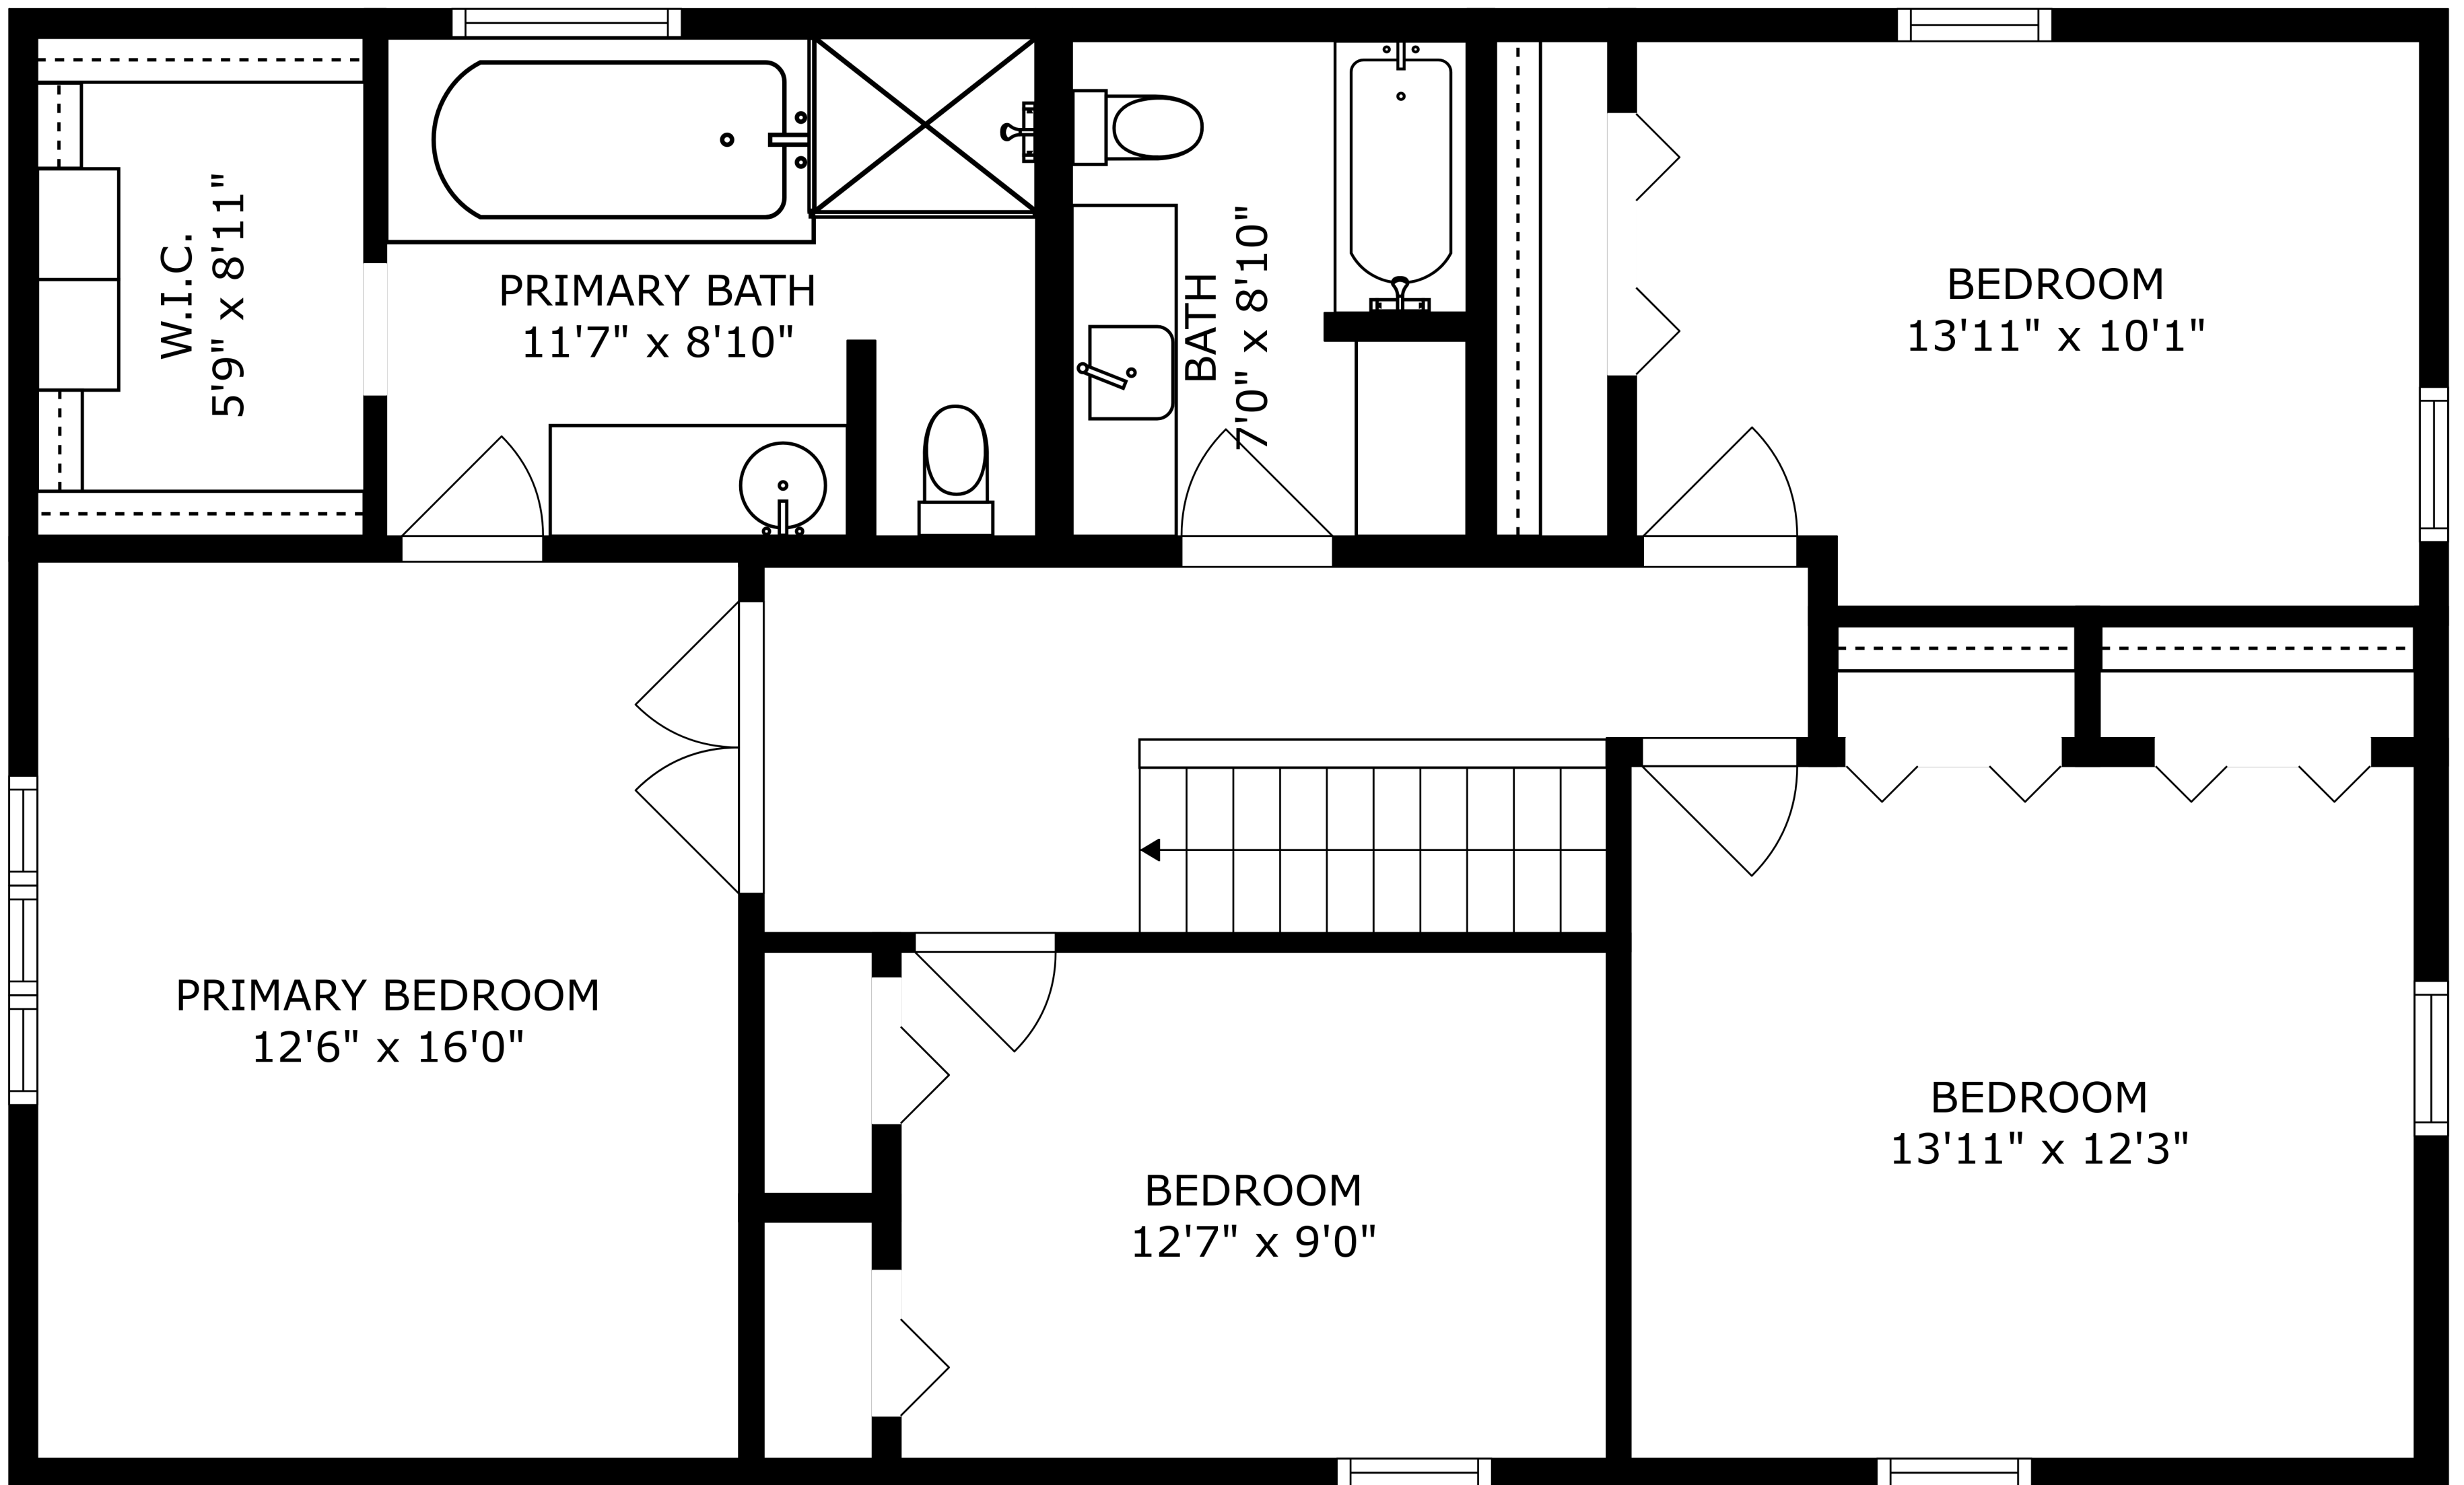 W.I.C.
5'9" x 8'11"
PRIMARY BATH
11'7" x 8'10"
BATH
7'0" x 8'10"
BEDROOM
13'11" x 10'1"
PRIMARY BEDROOM
12'6" x 16'0"
BEDROOM
12'7" x 9'0"
BEDROOM
13'11" x 12'3"